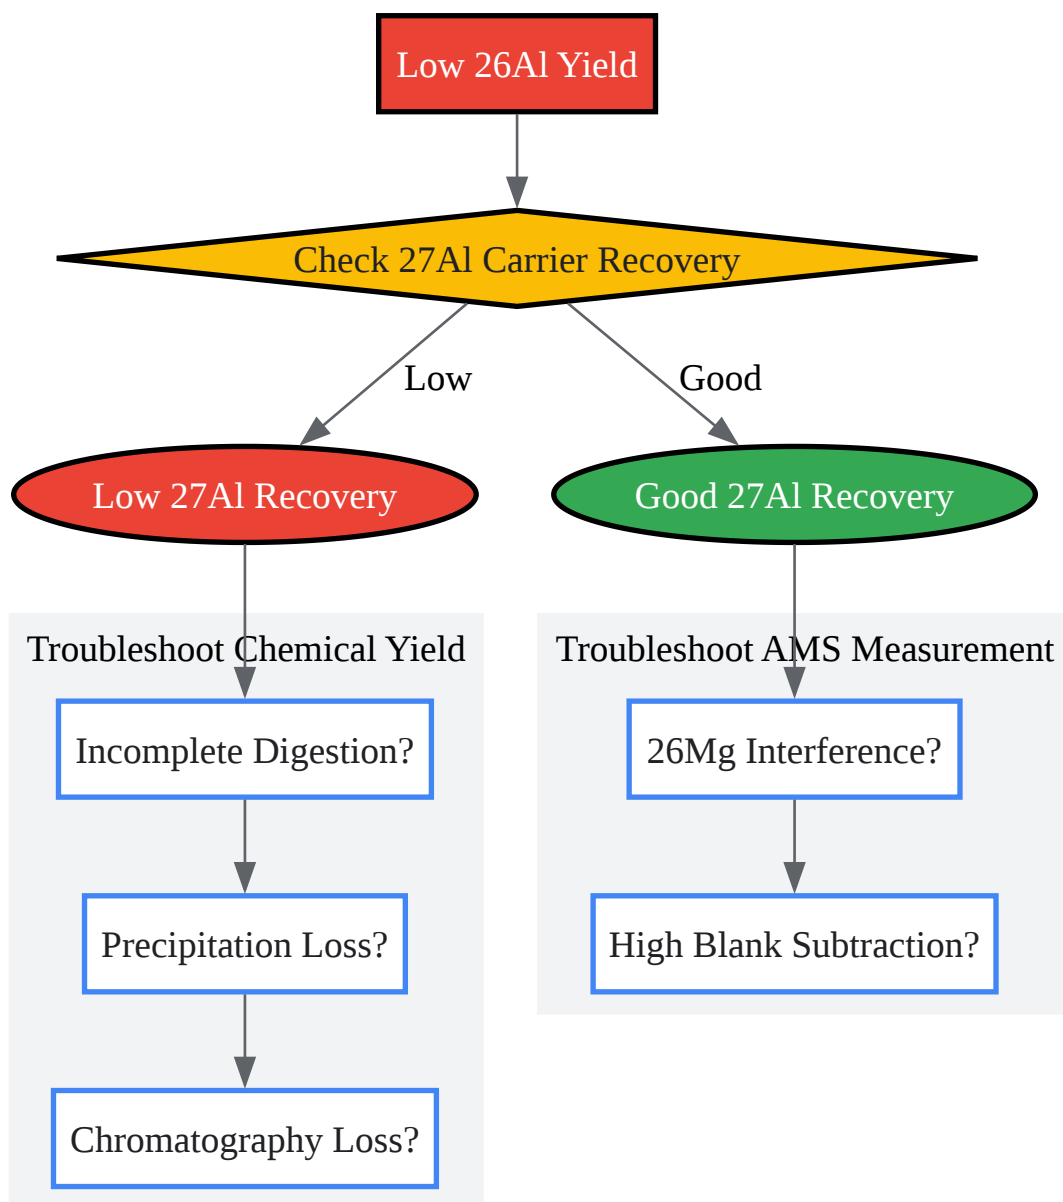 Low 26Al Yield
Check 27Al Carrier Recovery
Low
Good
Low 27Al Recovery
Good 27Al Recovery
Troubleshoot Chemical Yield
Troubleshoot AMS Measurement
Incomplete Digestion?
26Mg Interference?
Precipitation Loss?
High Blank Subtraction?
Chromatography Loss?